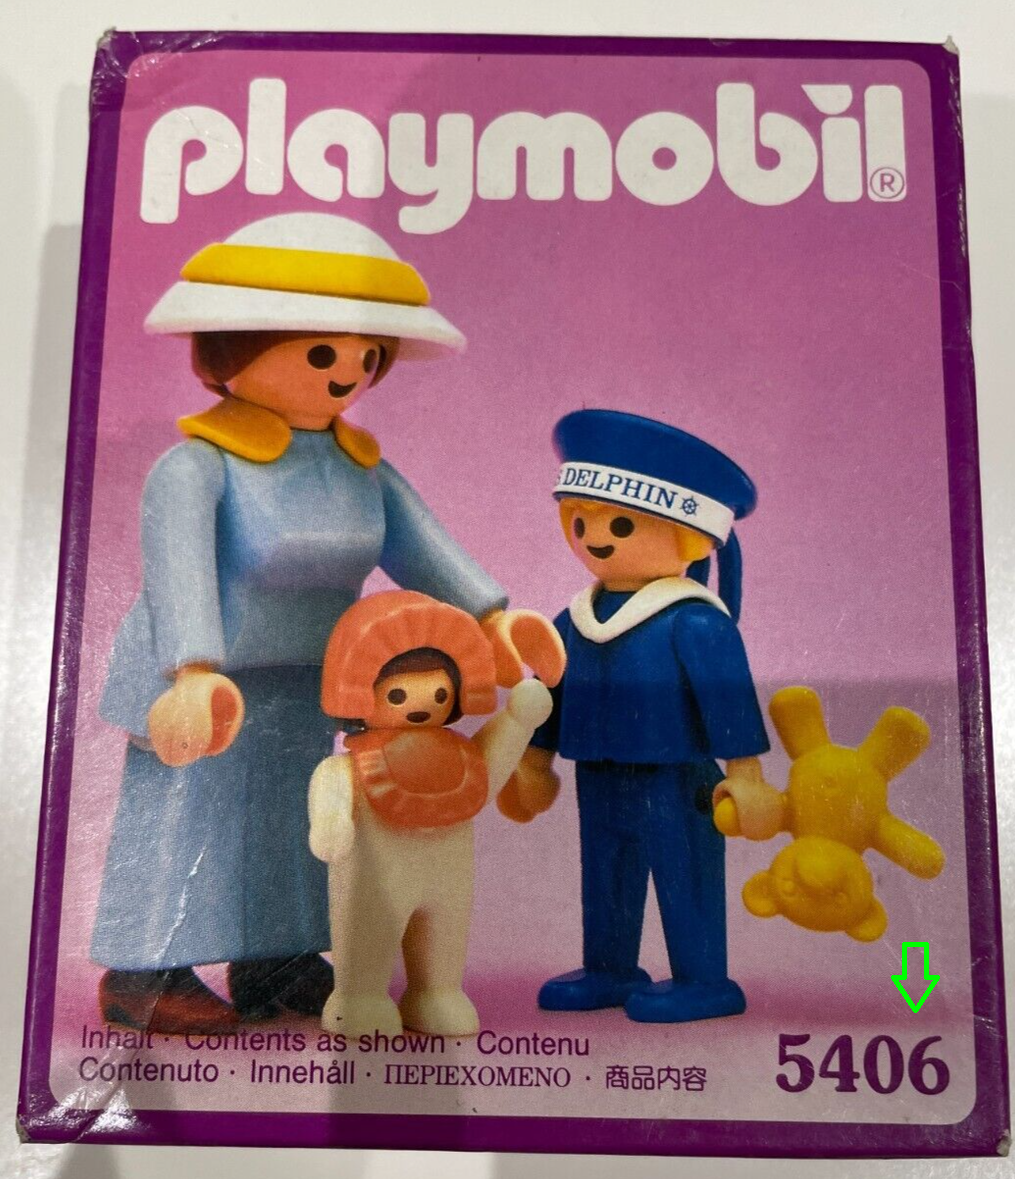 playmobil®
DELPHIN
Inhalt · Contents as shown · Contenu
Contenuto · Innehåll · ΠΕΡΙΕΧΟΜΕΝΟ · 商品内容
5406